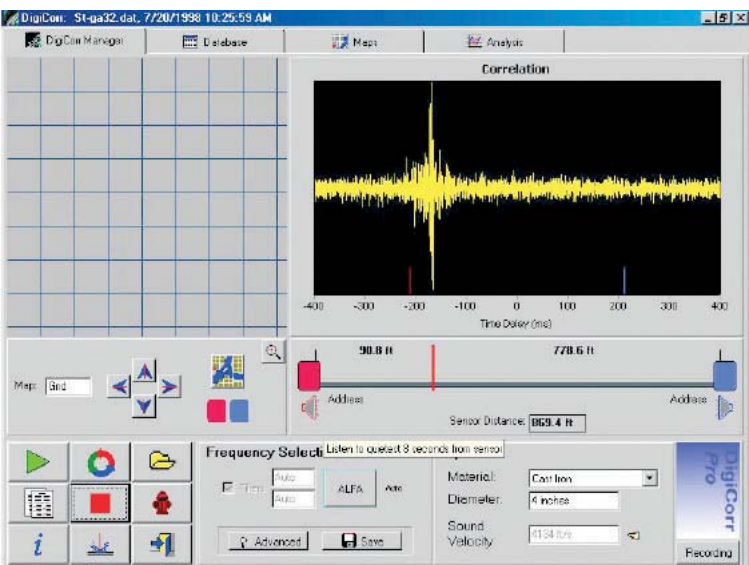 DigiCorr: St-ga32.dat, 7/20/1998 10:25:59 AM
DigiCorr Manager Database Maps Analysis
Correlation
-400 -300 -200 -100 0 100 200 300 400
Time Delay (ms)
90.8 ft 778.6 ft
Map: Grid
Address Address
Sensor Distance: 869.4 ft
Frequency Selecti Listen to quietest 8 seconds from sensor
Auto
Auto
ALFA Auto
Advanced Save
Material: Cast Iron
Diameter: 4 inches
Sound Velocity 4134 ft/s
DigiCorr Pro
Recording